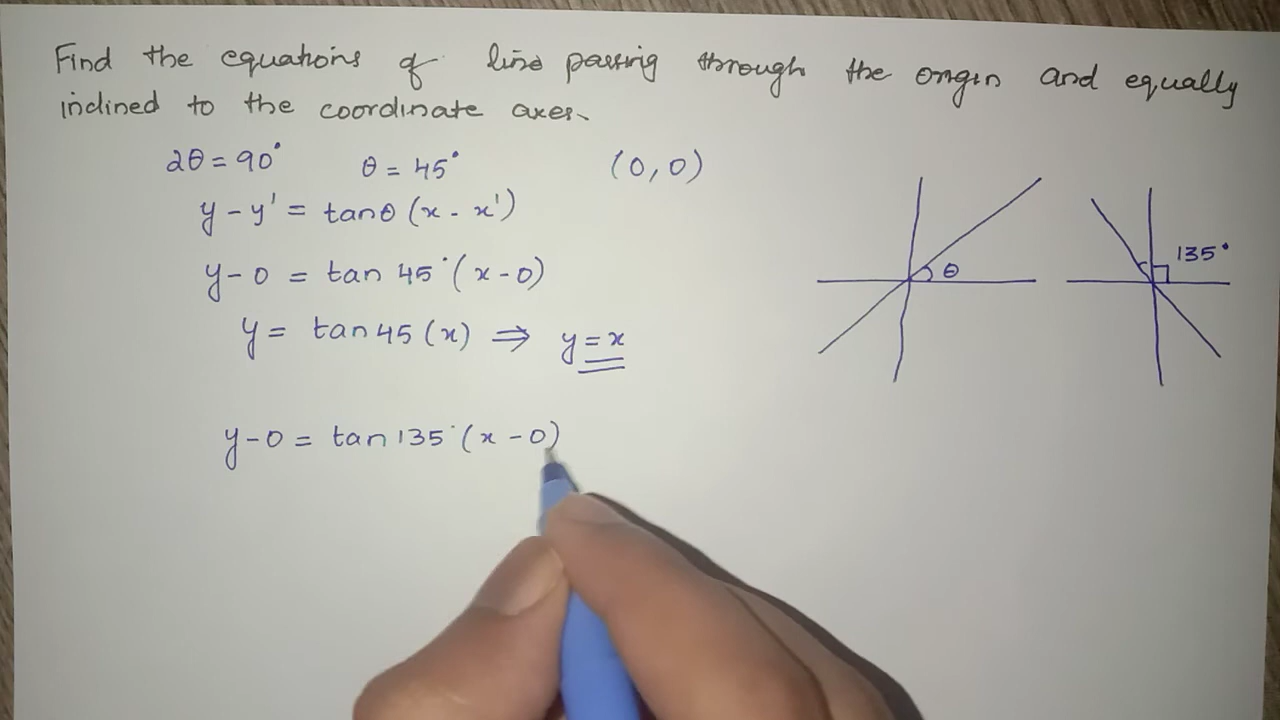 Find the equations of line passing through the origin and equally
inclined to the coordinate axes.
2θ = 90° θ = 45° (0, 0)
y - y' = tanθ (x - x')
y - 0 = tan 45° (x - 0)
y = tan 45 (x) ⇒ y = x
y - 0 = tan 135° (x - 0)
θ
135°